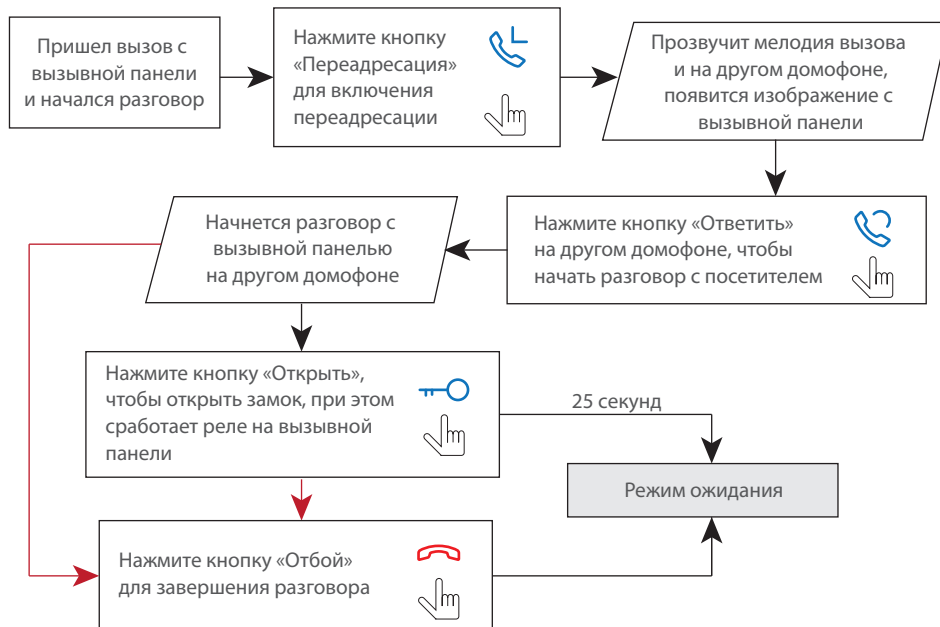 Пришел вызов с
вызывной панели
и начался разговор
Нажмите кнопку
«Переадресация»
для включения
переадресации
Прозвучит мелодия вызова
и на другом домофоне,
появится изображение с
вызывной панели
Нажмите кнопку «Ответить»
на другом домофоне, чтобы
начать разговор с посетителем
Начнется разговор с
вызывной панелью
на другом домофоне
Нажмите кнопку «Открыть»,
чтобы открыть замок, при этом
сработает реле на вызывной
панели
25 секунд
Режим ожидания
Нажмите кнопку «Отбой»
для завершения разговора